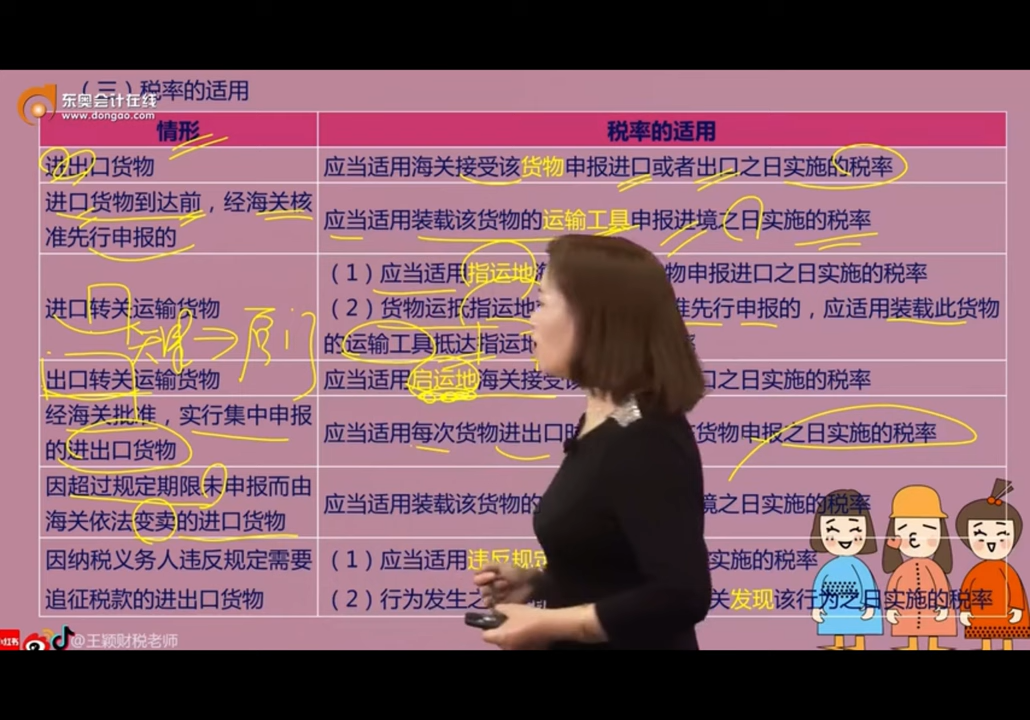 （三）税率的适用
东奥会计在线
www.dongao.com
情形
税率的适用
进出口货物
应当适用海关接受该货物申报进口或者出口之日实施的税率
进口货物到达前，经海关核
准先行申报的
应当适用装载该货物的运输工具申报进境之日实施的税率
进口转关运输货物
（1）应当适用指运地 物申报进口之日实施的税率
（2）货物运抵指运地 准先行申报的，应适用装载此货物
的运输工具抵达指运地 率
出口转关运输货物
应当适用启运地海关接受 口之日实施的税率
经海关批准，实行集中申报
的进出口货物
应当适用每次货物进出口时 货物申报之日实施的税率
因超过规定期限未申报而由
海关依法变卖的进口货物
应当适用装载该货物的 境之日实施的税率
因纳税义务人违反规定需要
追征税款的进出口货物
（1）应当适用违反规定 实施的税率
（2）行为发生之 关发现该行为之日实施的税率
小红书
@王颖财税老师